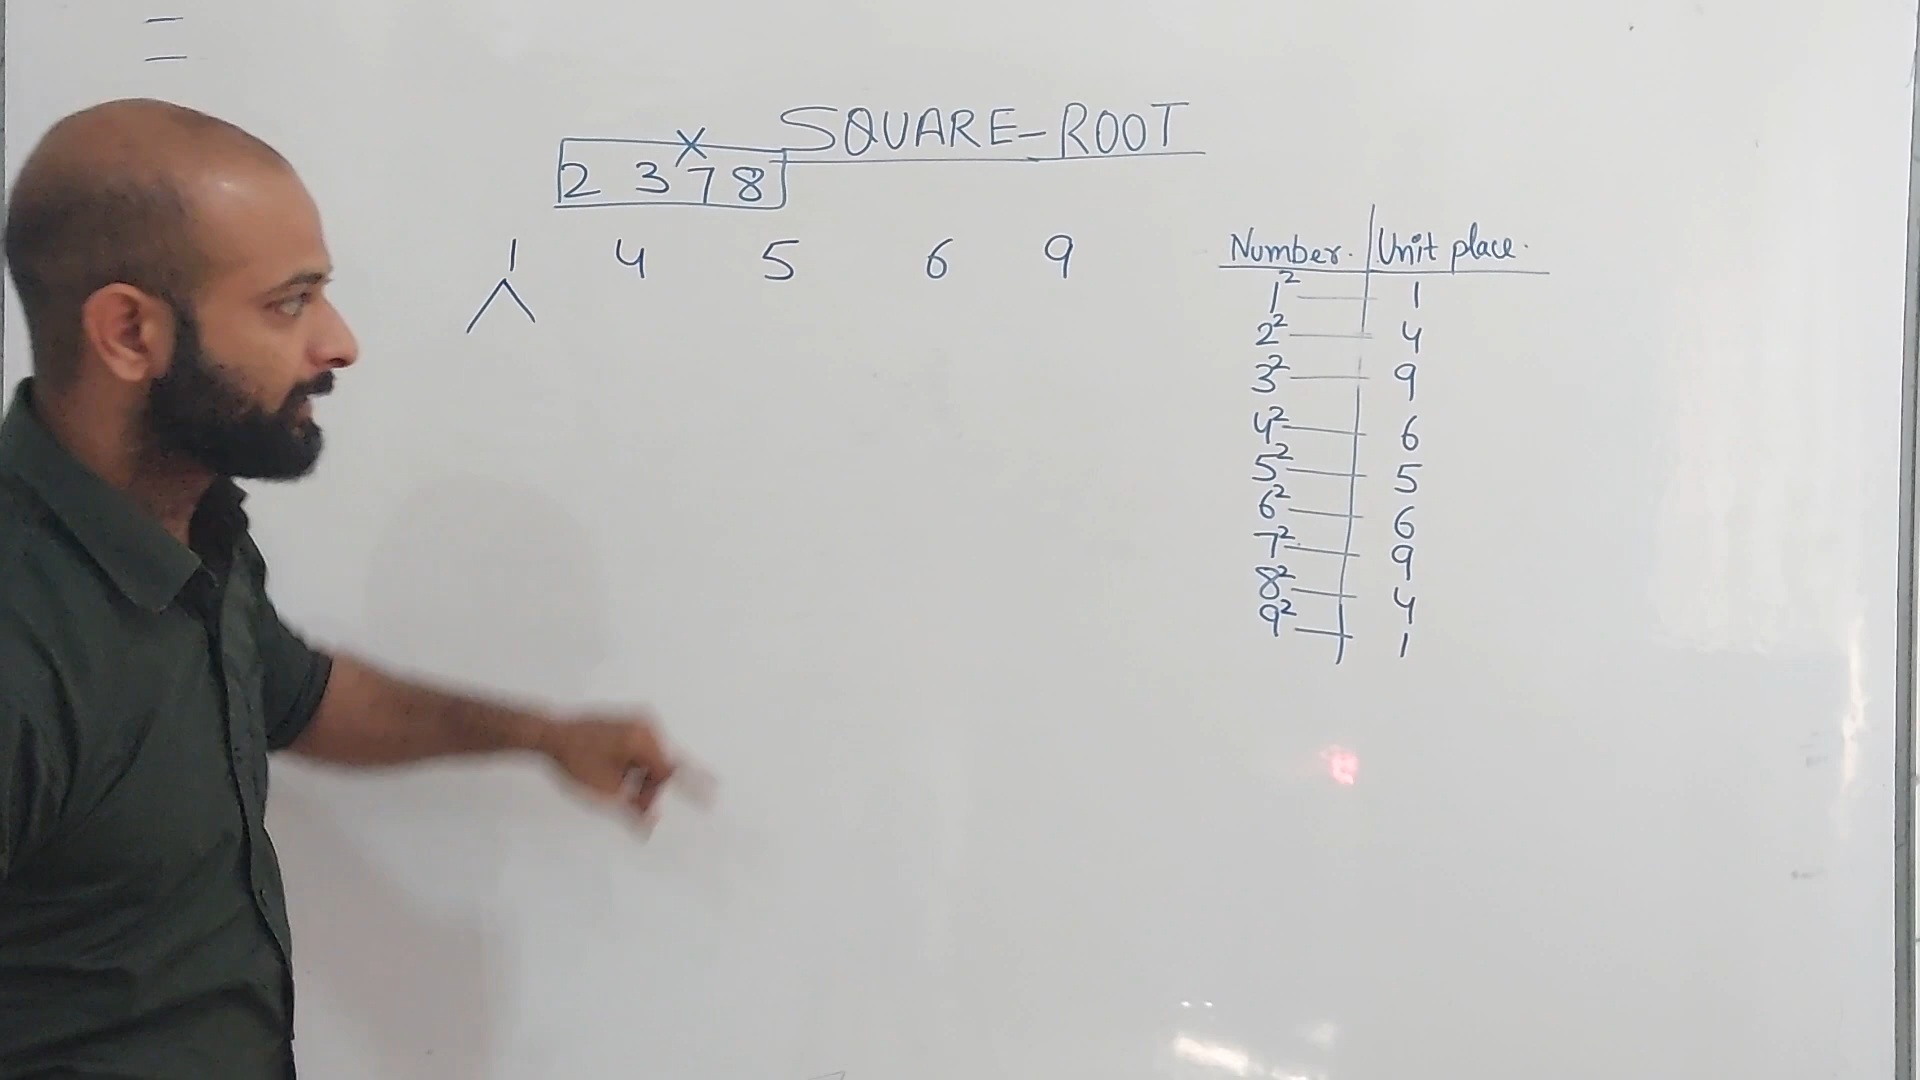 SQUARE-ROOT
×
2 3 7 8
1 4 5 6 9
Number. Unit place.
1² 1
2² 4
3² 9
4² 6
5² 5
6² 6
7² 9
8² 4
9² 1